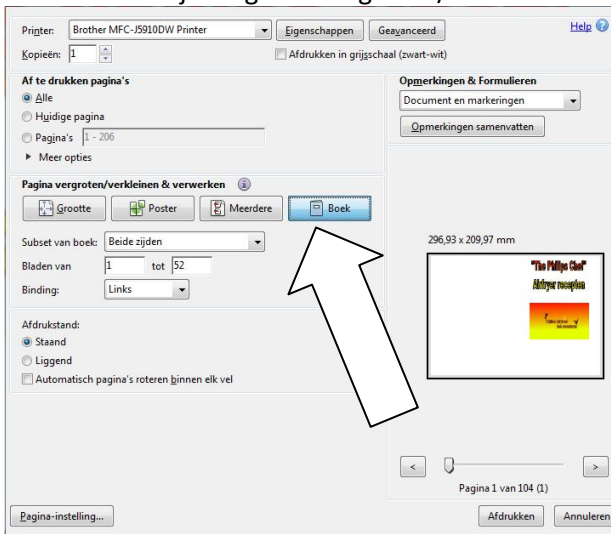 Printer: Brother MFC-J5910DW Printer Eigenschappen Geavanceerd Help
Kopieën: 1 Afdrukken in grijsschaal (zwart-wit)
Af te drukken pagina's
Alle
Huidige pagina
Pagina's 1 - 206
Meer opties
Opmerkingen & Formulieren
Document en markeringen
Opmerkingen samenvatten
Pagina vergroten/verkleinen & verwerken
Grootte Poster Meerdere Boek
Subset van boek: Beide zijden
Bladen van 1 tot 52
Binding: Links
Afdrukstand:
Staand
Liggend
Automatisch pagina's roteren binnen elk vel
296,93 x 209,97 mm
"The Philips Chef"
Airfryer recepten
< >
Pagina 1 van 104 (1)
Pagina-instelling... Afdrukken Annuleren